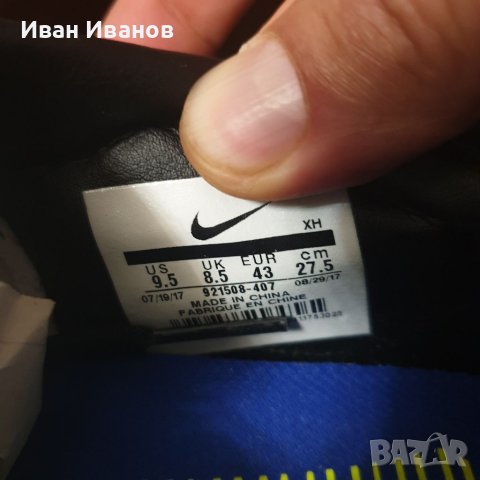 Иван Иванов
XH
US UK EUR cm
9.5 8.5 43 27.5
07/19/17 921508-407 08/29/17
MADE IN CHINA
FABRIQUE EN CHINE
BAZAR